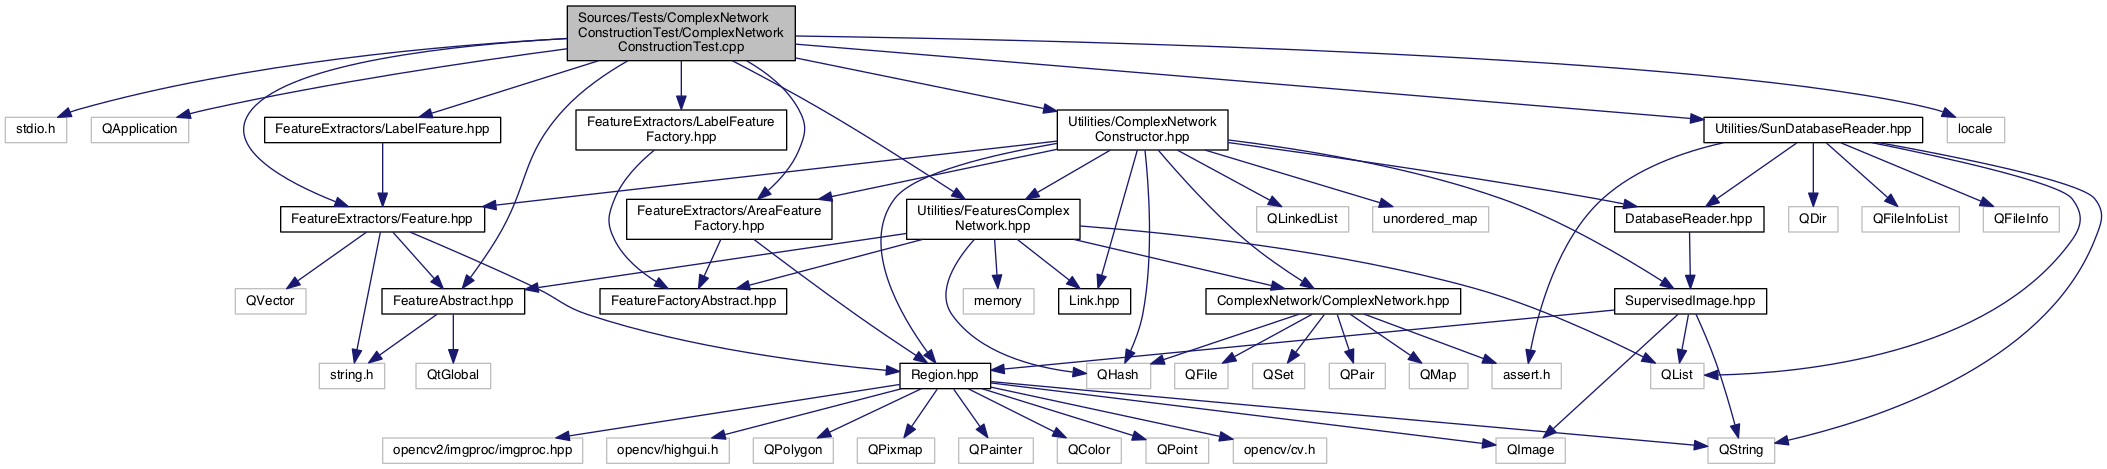 Sources/Tests/ComplexNetwork
ConstructionTest/ComplexNetwork
ConstructionTest.cpp
stdio.h
QApplication
FeatureExtractors/LabelFeature.hpp
FeatureExtractors/LabelFeature
Factory.hpp
Utilities/ComplexNetwork
Constructor.hpp
Utilities/SunDatabaseReader.hpp
locale
FeatureExtractors/Feature.hpp
FeatureExtractors/AreaFeature
Factory.hpp
Utilities/FeaturesComplex
Network.hpp
QLinkedList
unordered_map
DatabaseReader.hpp
QDir
QFileInfoList
QFileInfo
QVector
FeatureAbstract.hpp
FeatureFactoryAbstract.hpp
memory
Link.hpp
ComplexNetwork/ComplexNetwork.hpp
SupervisedImage.hpp
string.h
QtGlobal
Region.hpp
QHash
QFile
QSet
QPair
QMap
assert.h
QList
opencv2/imgproc/imgproc.hpp
opencv/highgui.h
QPolygon
QPixmap
QPainter
QColor
QPoint
opencv/cv.h
QImage
QString